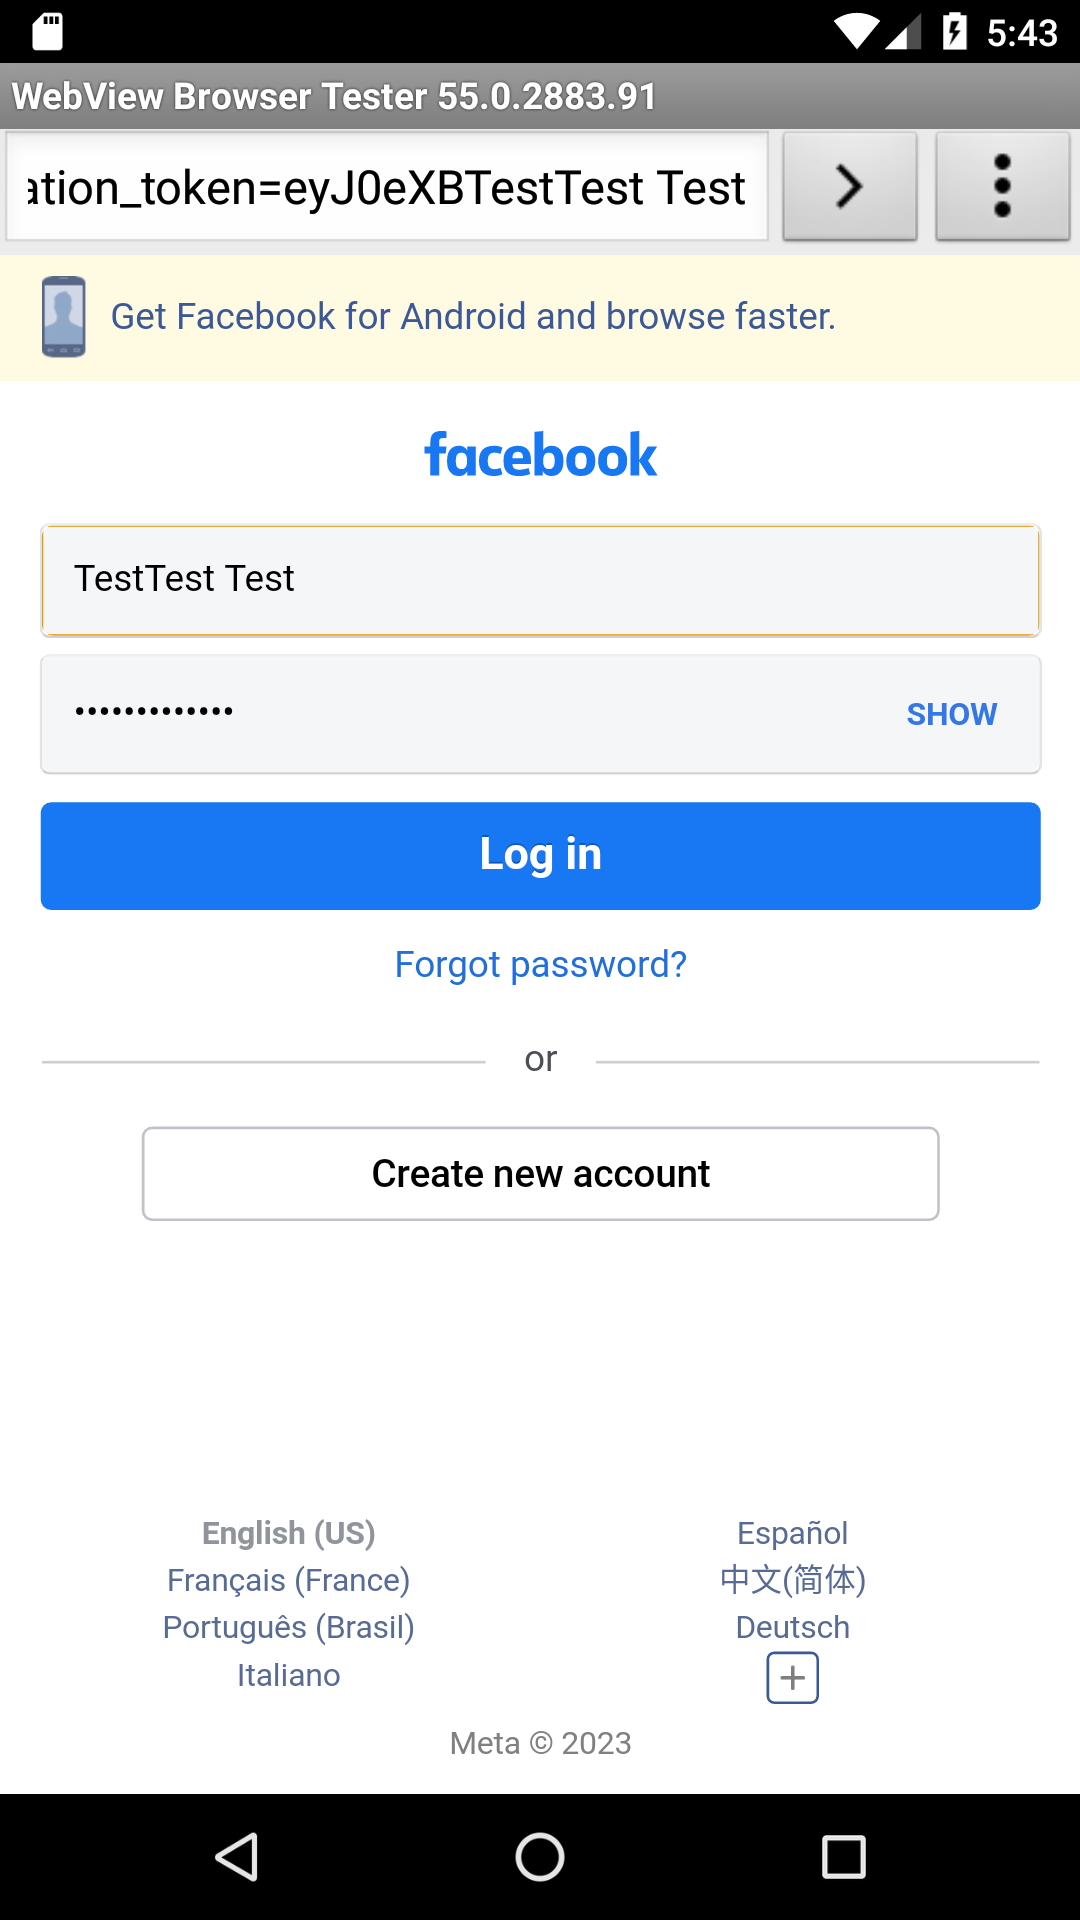 5:43
WebView Browser Tester 55.0.2883.91
ation_token=eyJ0eXBTestTest Test
Get Facebook for Android and browse faster.
facebook
TestTest Test
•••••••••••••
SHOW
Log in
Forgot password?
or
Create new account
English (US)
Español
Français (France)
中文(简体)
Português (Brasil)
Deutsch
Italiano
Meta © 2023